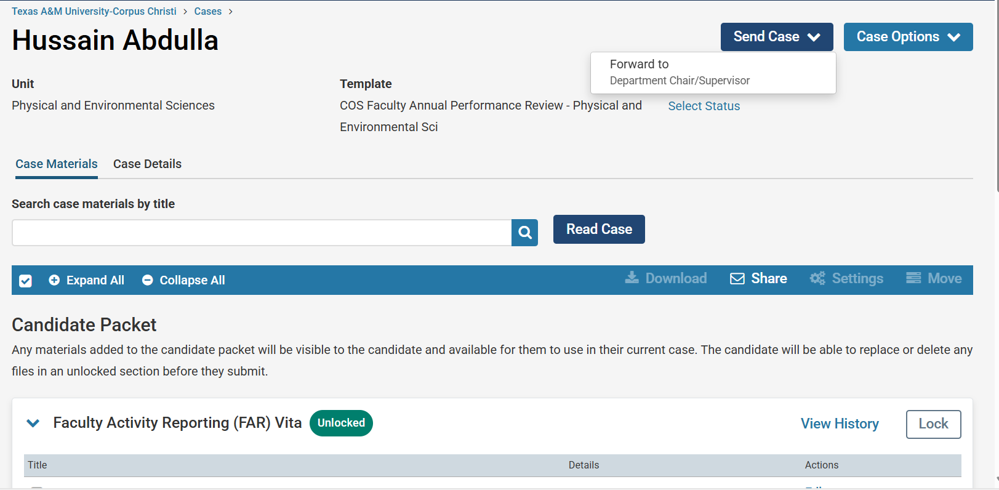 Texas A&M University-Corpus Christi > Cases >
Hussain Abdulla
Send Case
Case Options
Forward to
Department Chair/Supervisor
Unit
Template
Physical and Environmental Sciences
COS Faculty Annual Performance Review - Physical and
Environmental Sci
Select Status
Case Materials
Case Details
Search case materials by title
Read Case
Expand All
Collapse All
Download
Share
Settings
Move
Candidate Packet
Any materials added to the candidate packet will be visible to the candidate and available for them to use in their current case. The candidate will be able to replace or delete any
files in an unlocked section before they submit.
Faculty Activity Reporting (FAR) Vita
Unlocked
View History
Lock
Title
Details
Actions